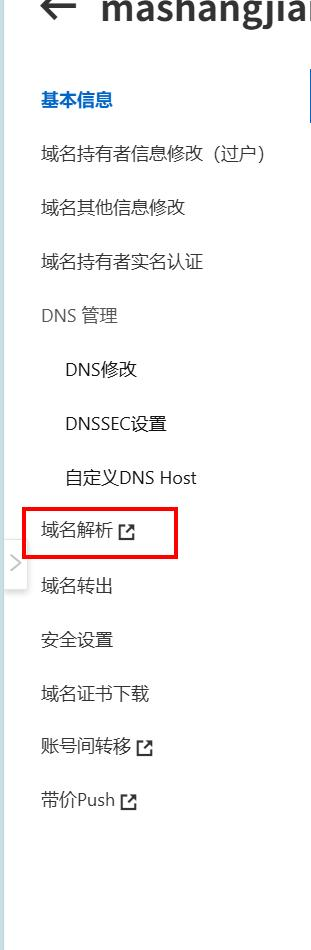 mashangjia
基本信息
域名持有者信息修改（过户）
域名其他信息修改
域名持有者实名认证
DNS 管理
DNS修改
DNSSEC设置
自定义DNS Host
域名解析
域名转出
安全设置
域名证书下载
账号间转移
带价Push